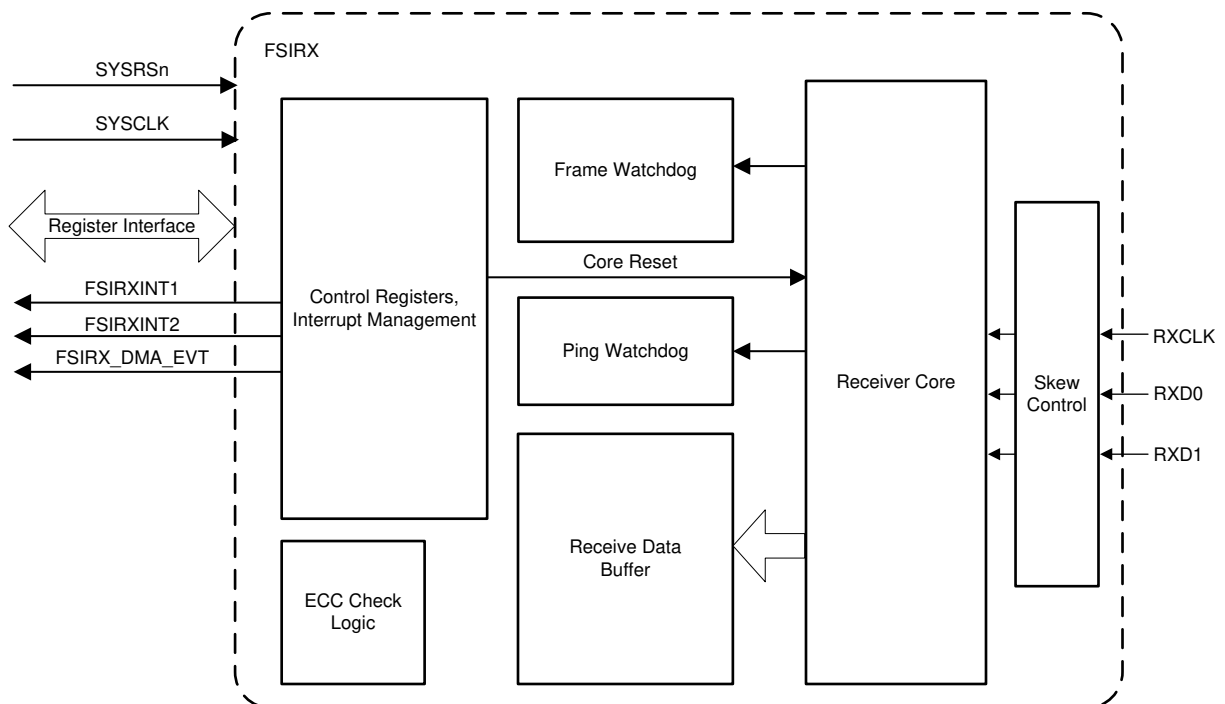 FSIRX
SYSRSn
SYSCLK
Register Interface
FSIRXINT1
FSIRXINT2
FSIRX_DMA_EVT
Control Registers,
Interrupt Management
ECC Check
Logic
Frame Watchdog
Core Reset
Ping Watchdog
Receive Data
Buffer
Receiver Core
Skew
Control
RXCLK
RXD0
RXD1